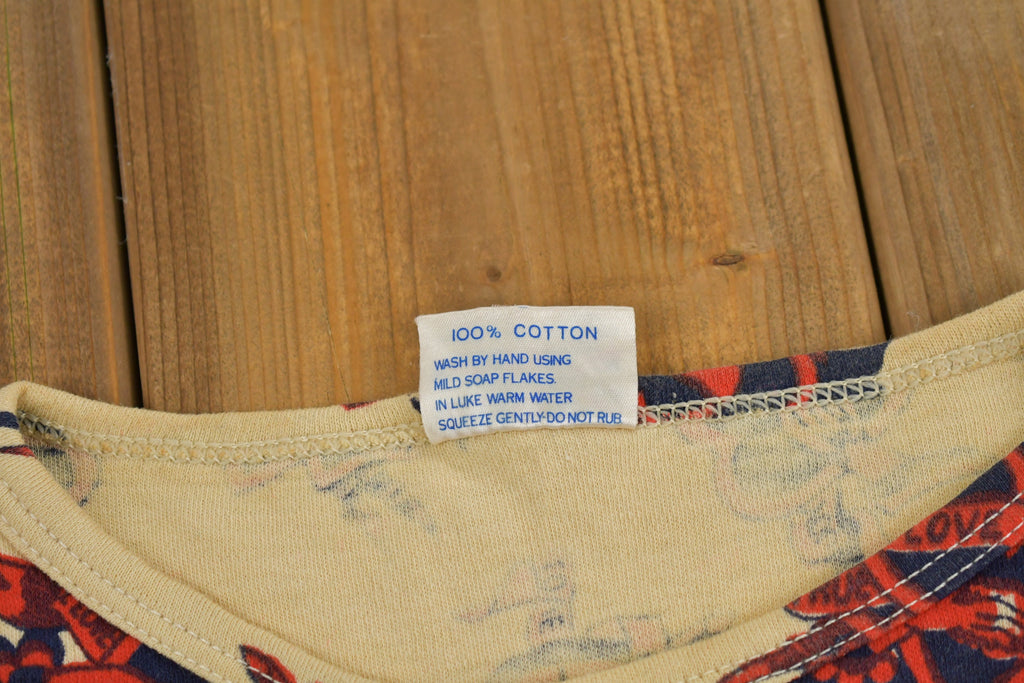 100% COTTON
WASH BY HAND USING
MILD SOAP FLAKES.
IN LUKE WARM WATER
SQUEEZE GENTLY-DO NOT RUB
LOVE